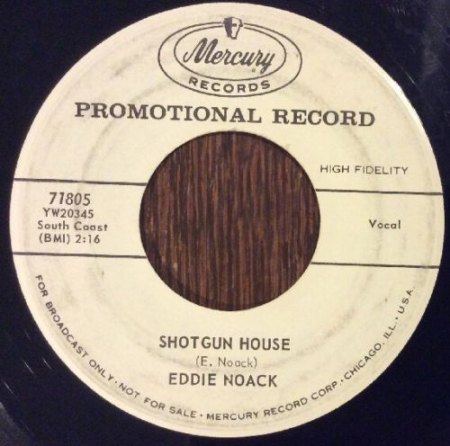 Mercury
RECORDS
PROMOTIONAL RECORD
HIGH FIDELITY
71805
YW20345
South Coast
(BMI) 2:16
Vocal
SHOTGUN HOUSE
(E. Noack)
EDDIE NOACK
FOR BROADCAST ONLY · NOT FOR SALE · MERCURY RECORD CORP. CHICAGO, ILL. · U.S.A.